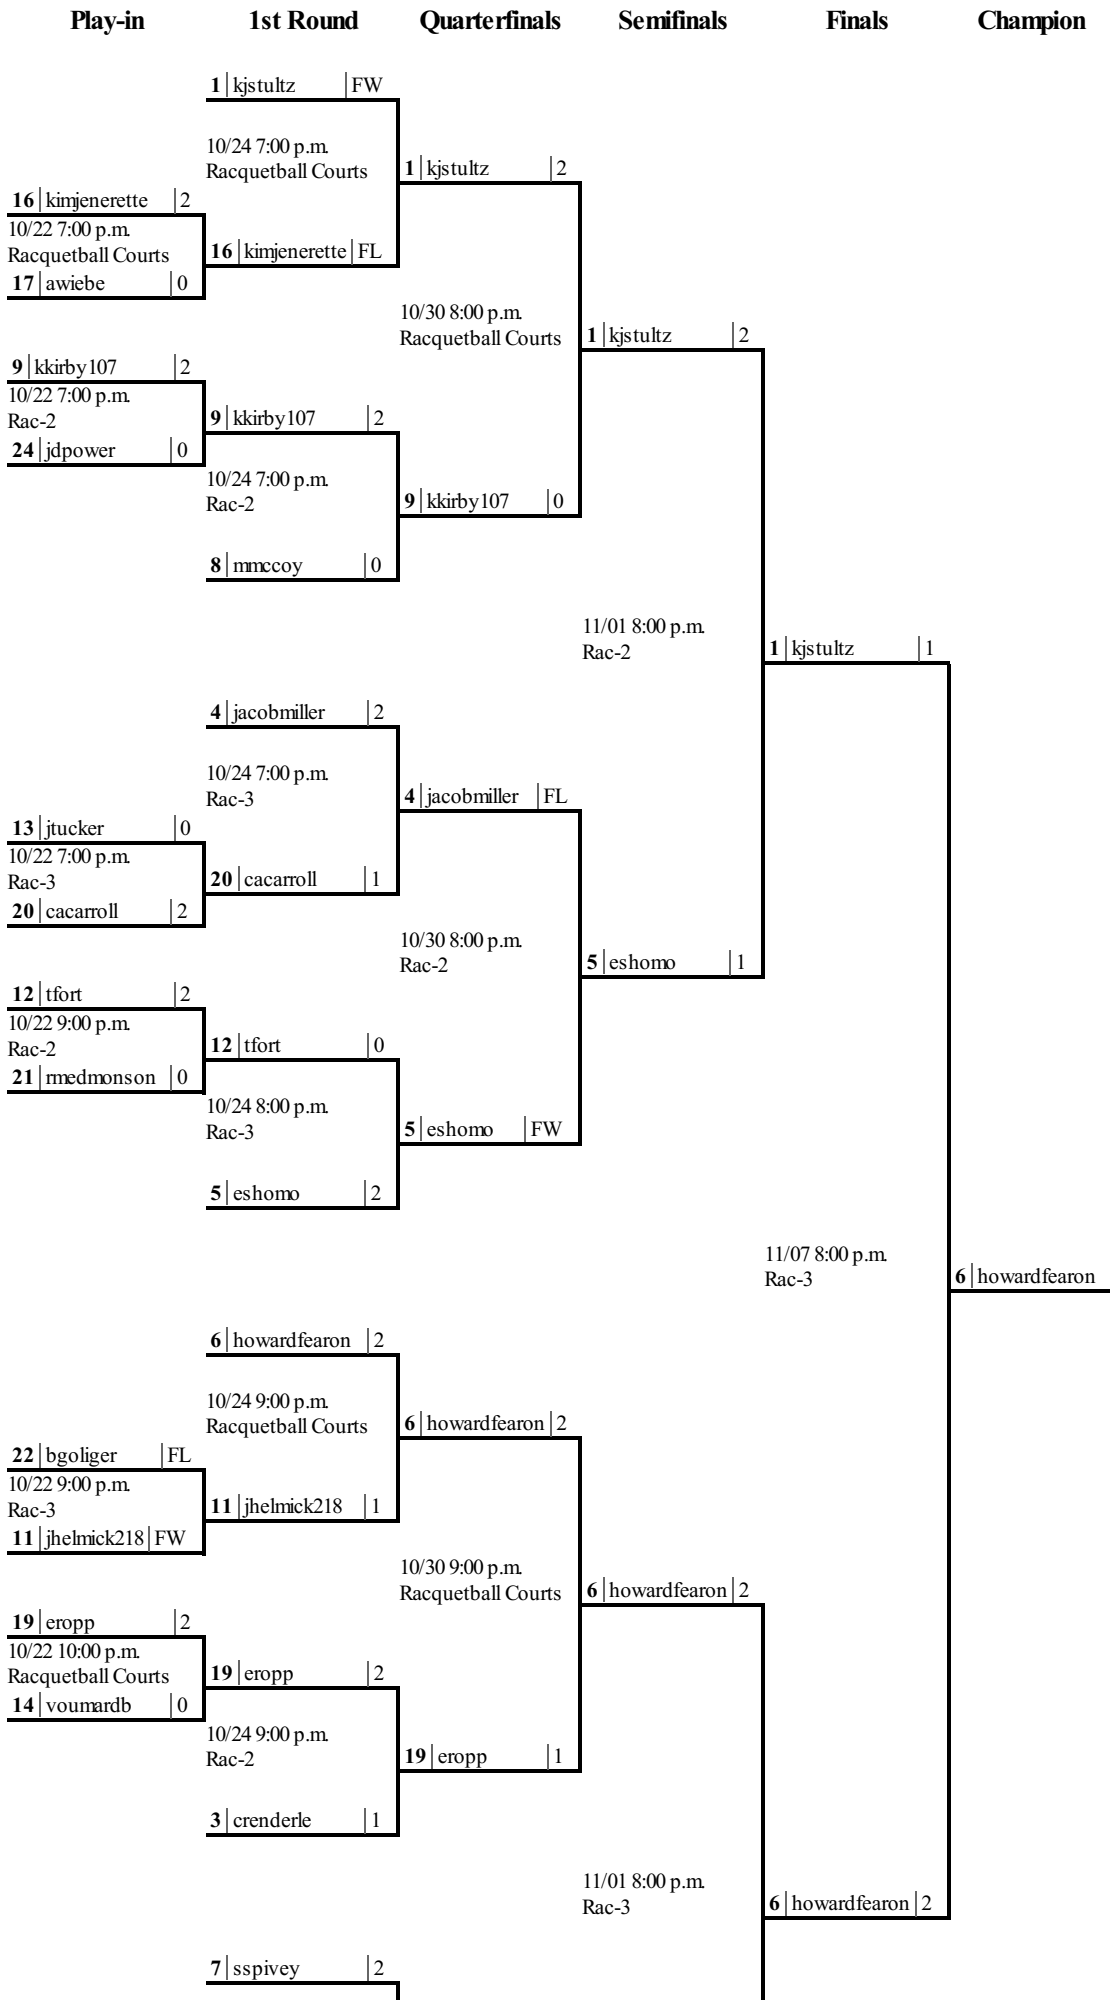 Play-in 1st Round Quarterfinals Semifinals Finals Champion
1 kjstultz FW
10/24 7:00 p.m.
Racquetball Courts
1 kjstultz 2
16 kimjenerette 2
10/22 7:00 p.m.
Racquetball Courts
16 kimjenerette FL
17 awiebe 0
10/30 8:00 p.m.
Racquetball Courts
1 kjstultz 2
9 kkirby107 2
10/22 7:00 p.m.
Rac-2
9 kkirby107 2
24 jdpower 0
10/24 7:00 p.m.
Rac-2
9 kkirby107 0
8 mmccoy 0
11/01 8:00 p.m.
Rac-2
1 kjstultz 1
4 jacobmiller 2
10/24 7:00 p.m.
Rac-3
4 jacobmiller FL
13 jtucker 0
10/22 7:00 p.m.
Rac-3
20 cacarroll 1
20 cacarroll 2
10/30 8:00 p.m.
Rac-2
5 eshomo 1
12 tfort 2
10/22 9:00 p.m.
Rac-2
12 tfort 0
21 rmedmonson 0
10/24 8:00 p.m.
Rac-3
5 eshomo FW
5 eshomo 2
11/07 8:00 p.m.
Rac-3
6 howardfearon
6 howardfearon 2
10/24 9:00 p.m.
Racquetball Courts
6 howardfearon 2
22 bgoliger FL
10/22 9:00 p.m.
Rac-3
11 jhelmick218 1
11 jhelmick218 FW
10/30 9:00 p.m.
Racquetball Courts
6 howardfearon 2
19 eropp 2
10/22 10:00 p.m.
Racquetball Courts
19 eropp 2
14 voumardb 0
10/24 9:00 p.m.
Rac-2
19 eropp 1
3 crenderle 1
11/01 8:00 p.m.
Rac-3
6 howardfearon 2
7 sspivey 2